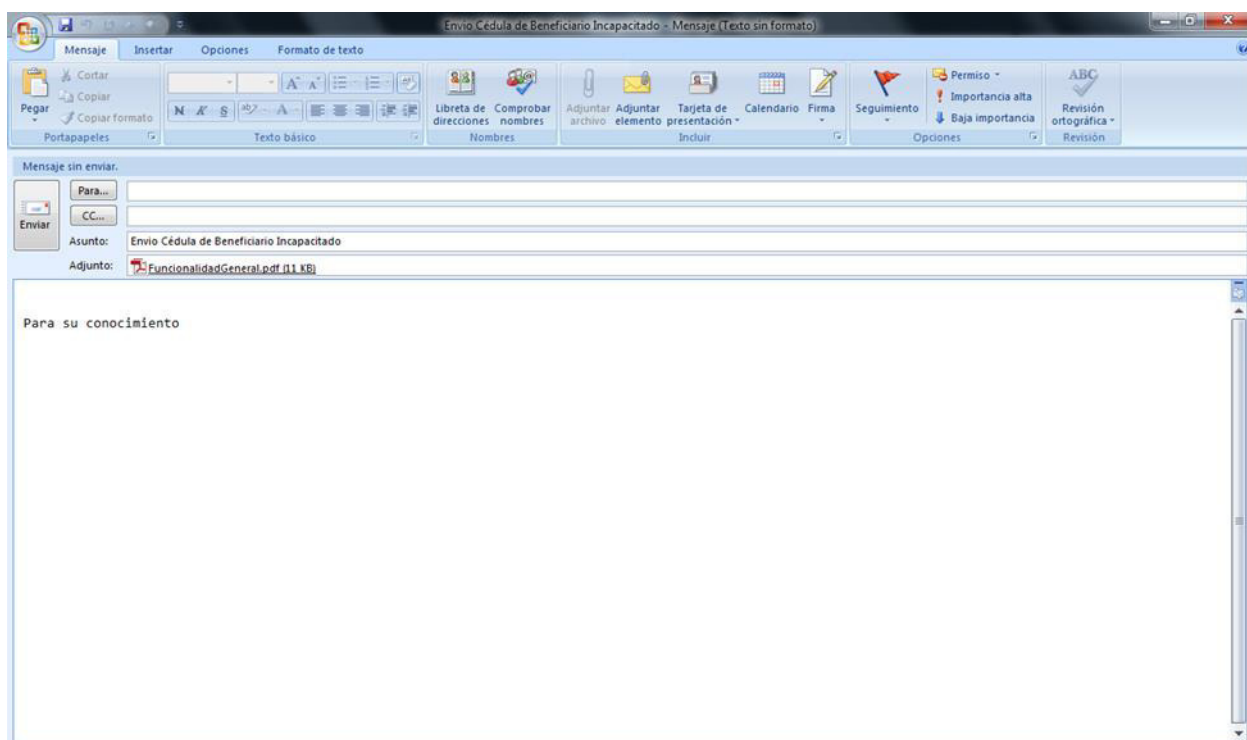 Envio Cédula de Beneficiario Incapacitado - Mensaje (Texto sin formato)
Mensaje Insertar Opciones Formato de texto
Pegar
Cortar
Copiar
Copiar formato
Portapapeles
N K S ab A
Texto básico
Libreta de direcciones
Comprobar nombres
Nombres
Adjuntar archivo
Adjuntar elemento
Tarjeta de presentación
Calendario
Firma
Incluir
Seguimiento
Permiso
Importancia alta
Baja importancia
Opciones
ABC
Revisión ortográfica
Revisión
Mensaje sin enviar.
Enviar
Para...
CC...
Asunto: Envio Cédula de Beneficiario Incapacitado
Adjunto: FuncionalidadGeneral.pdf (11 KB)
Para su conocimiento